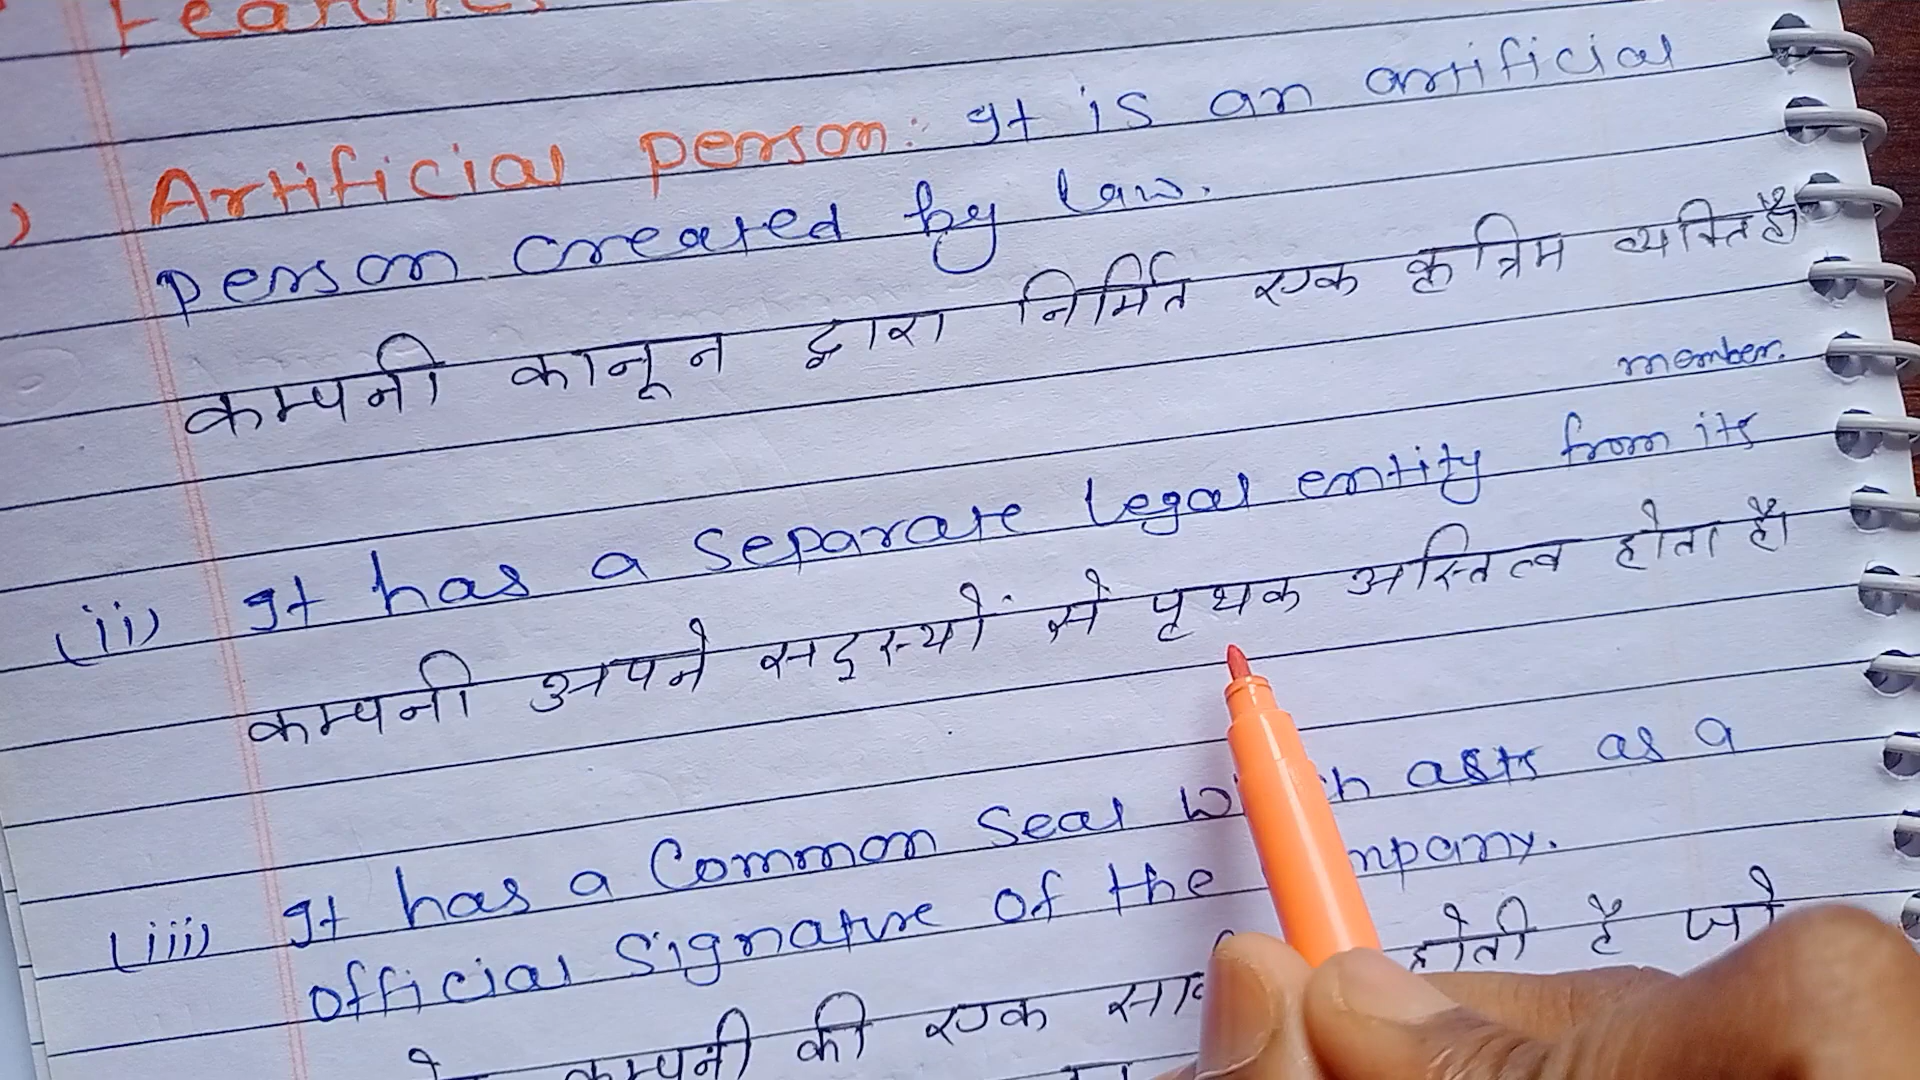 Features
) Artificial person: It is an artificial
person created by law.
कम्पनी कानून द्वारा निर्मित एक कृत्रिम व्यक्ति है।
member.
(ii) It has a separate legal entity from its
कम्पनी अपने सदस्यों से पृथक अस्तित्व होता है।
(iii) It has a Common Seal which asts as a
official signature of the company.
कम्पनी की एक होती है जो